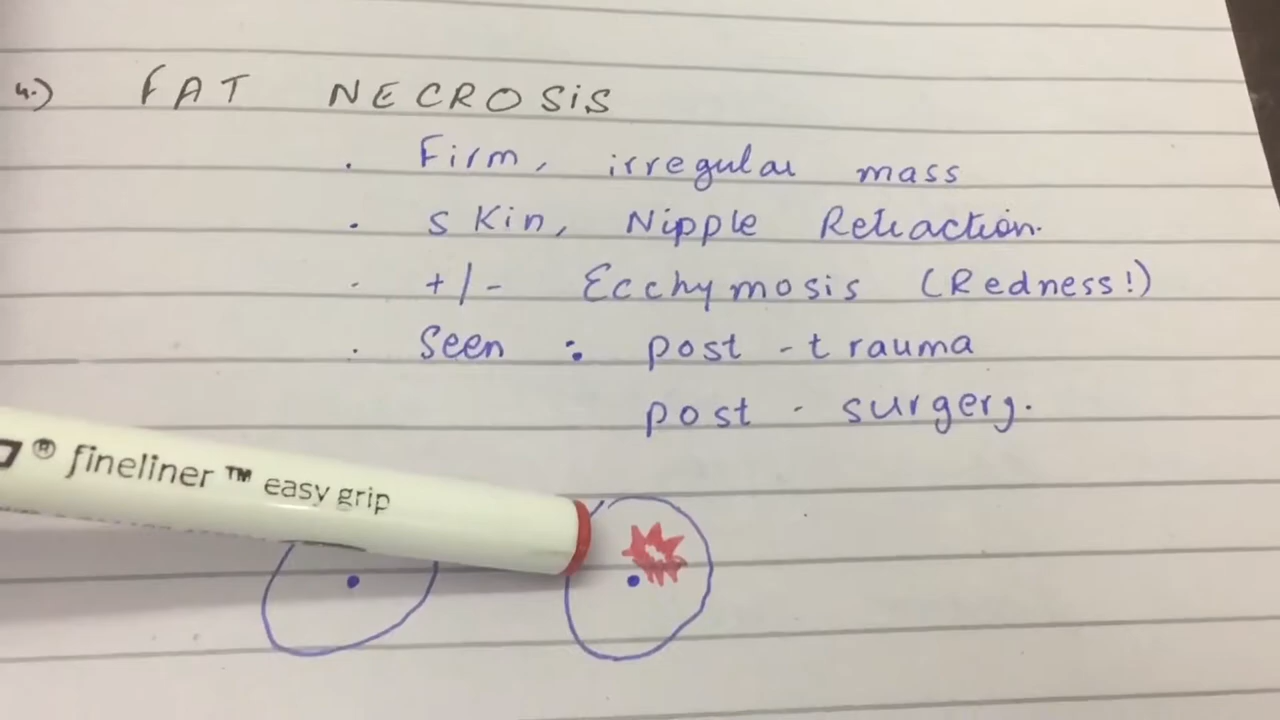 4.) FAT NECROSiS
. Firm, irregular mass
. Skin, Nipple Retraction.
. +/- Ecchymosis (Redness!)
. Seen : post - trauma
post - surgery.
® fineliner ™ easy grip